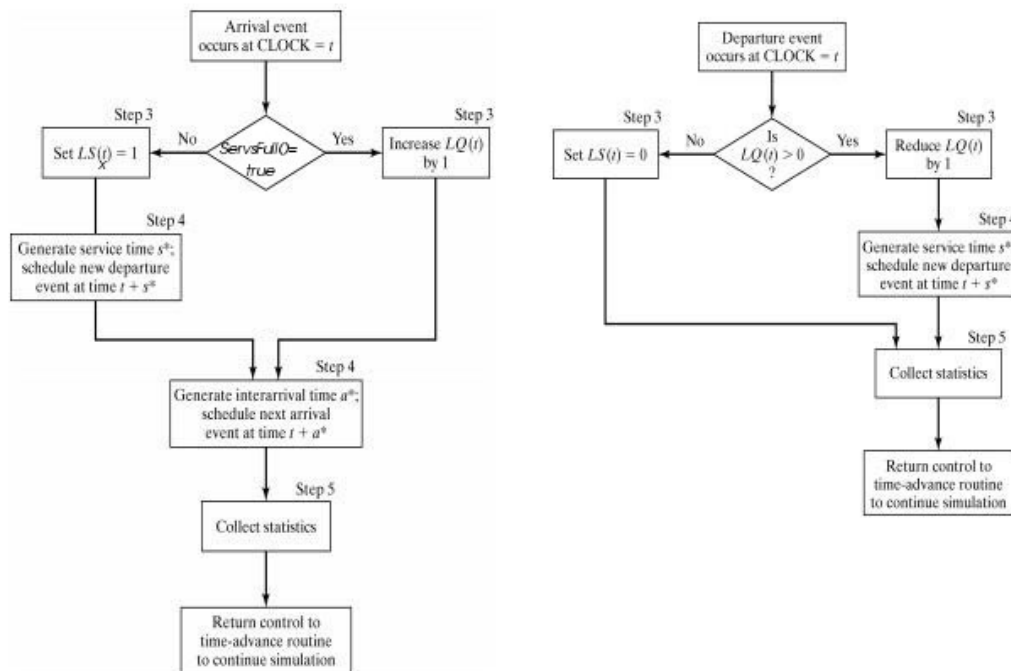 Arrival event
occurs at CLOCK = t
Step 3
No
ServsFull()=
true
Yes
Step 3
Set LS(t) = 1
x
Increase LQ(t)
by 1
Step 4
Generate service time s*;
schedule new departure
event at time t + s*
Step 4
Generate interarrival time a*;
schedule next arrival
event at time t + a*
Step 5
Collect statistics
Return control to
time-advance routine
to continue simulation
Departure event
occurs at CLOCK = t
Step 3
No
Is
LQ(t) > 0
?
Yes
Step 3
Set LS(t) = 0
Reduce LQ(t)
by 1
Step 4
Generate service time s*
schedule new departure
event at time t + s*
Step 5
Collect statistics
Return control to
time-advance routine
to continue simulation